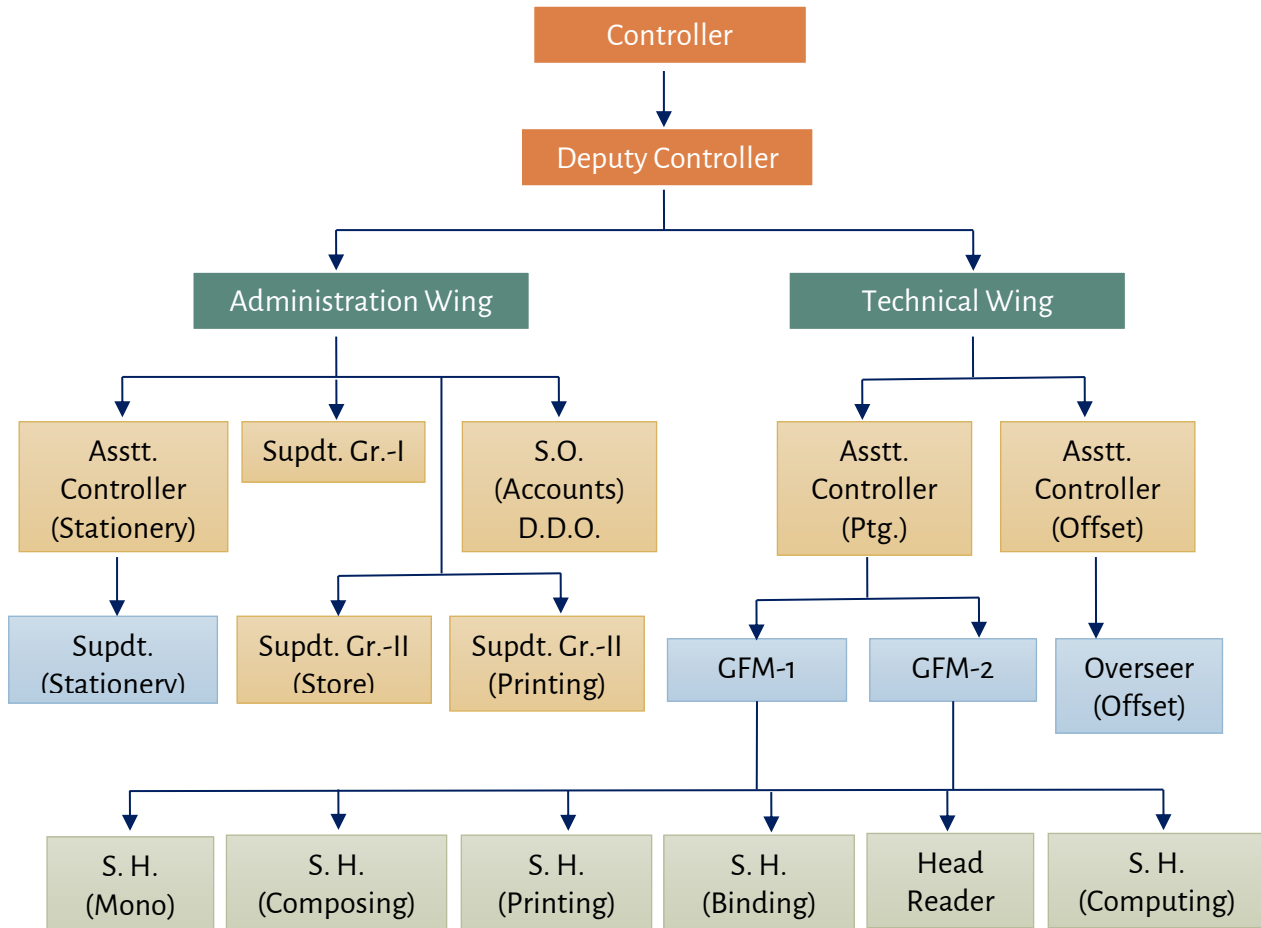 Controller
Deputy Controller
Administration Wing
Technical Wing
Asstt.
Controller
(Stationery)
Supdt. Gr.-I
S.O.
(Accounts)
D.D.O.
Asstt.
Controller
(Ptg.)
Asstt.
Controller
(Offset)
Supdt.
(Stationery)
Supdt. Gr.-II
(Store)
Supdt. Gr.-II
(Printing)
GFM-1
GFM-2
Overseer
(Offset)
S. H.
(Mono)
S. H.
(Composing)
S. H.
(Printing)
S. H.
(Binding)
Head
Reader
S. H.
(Computing)